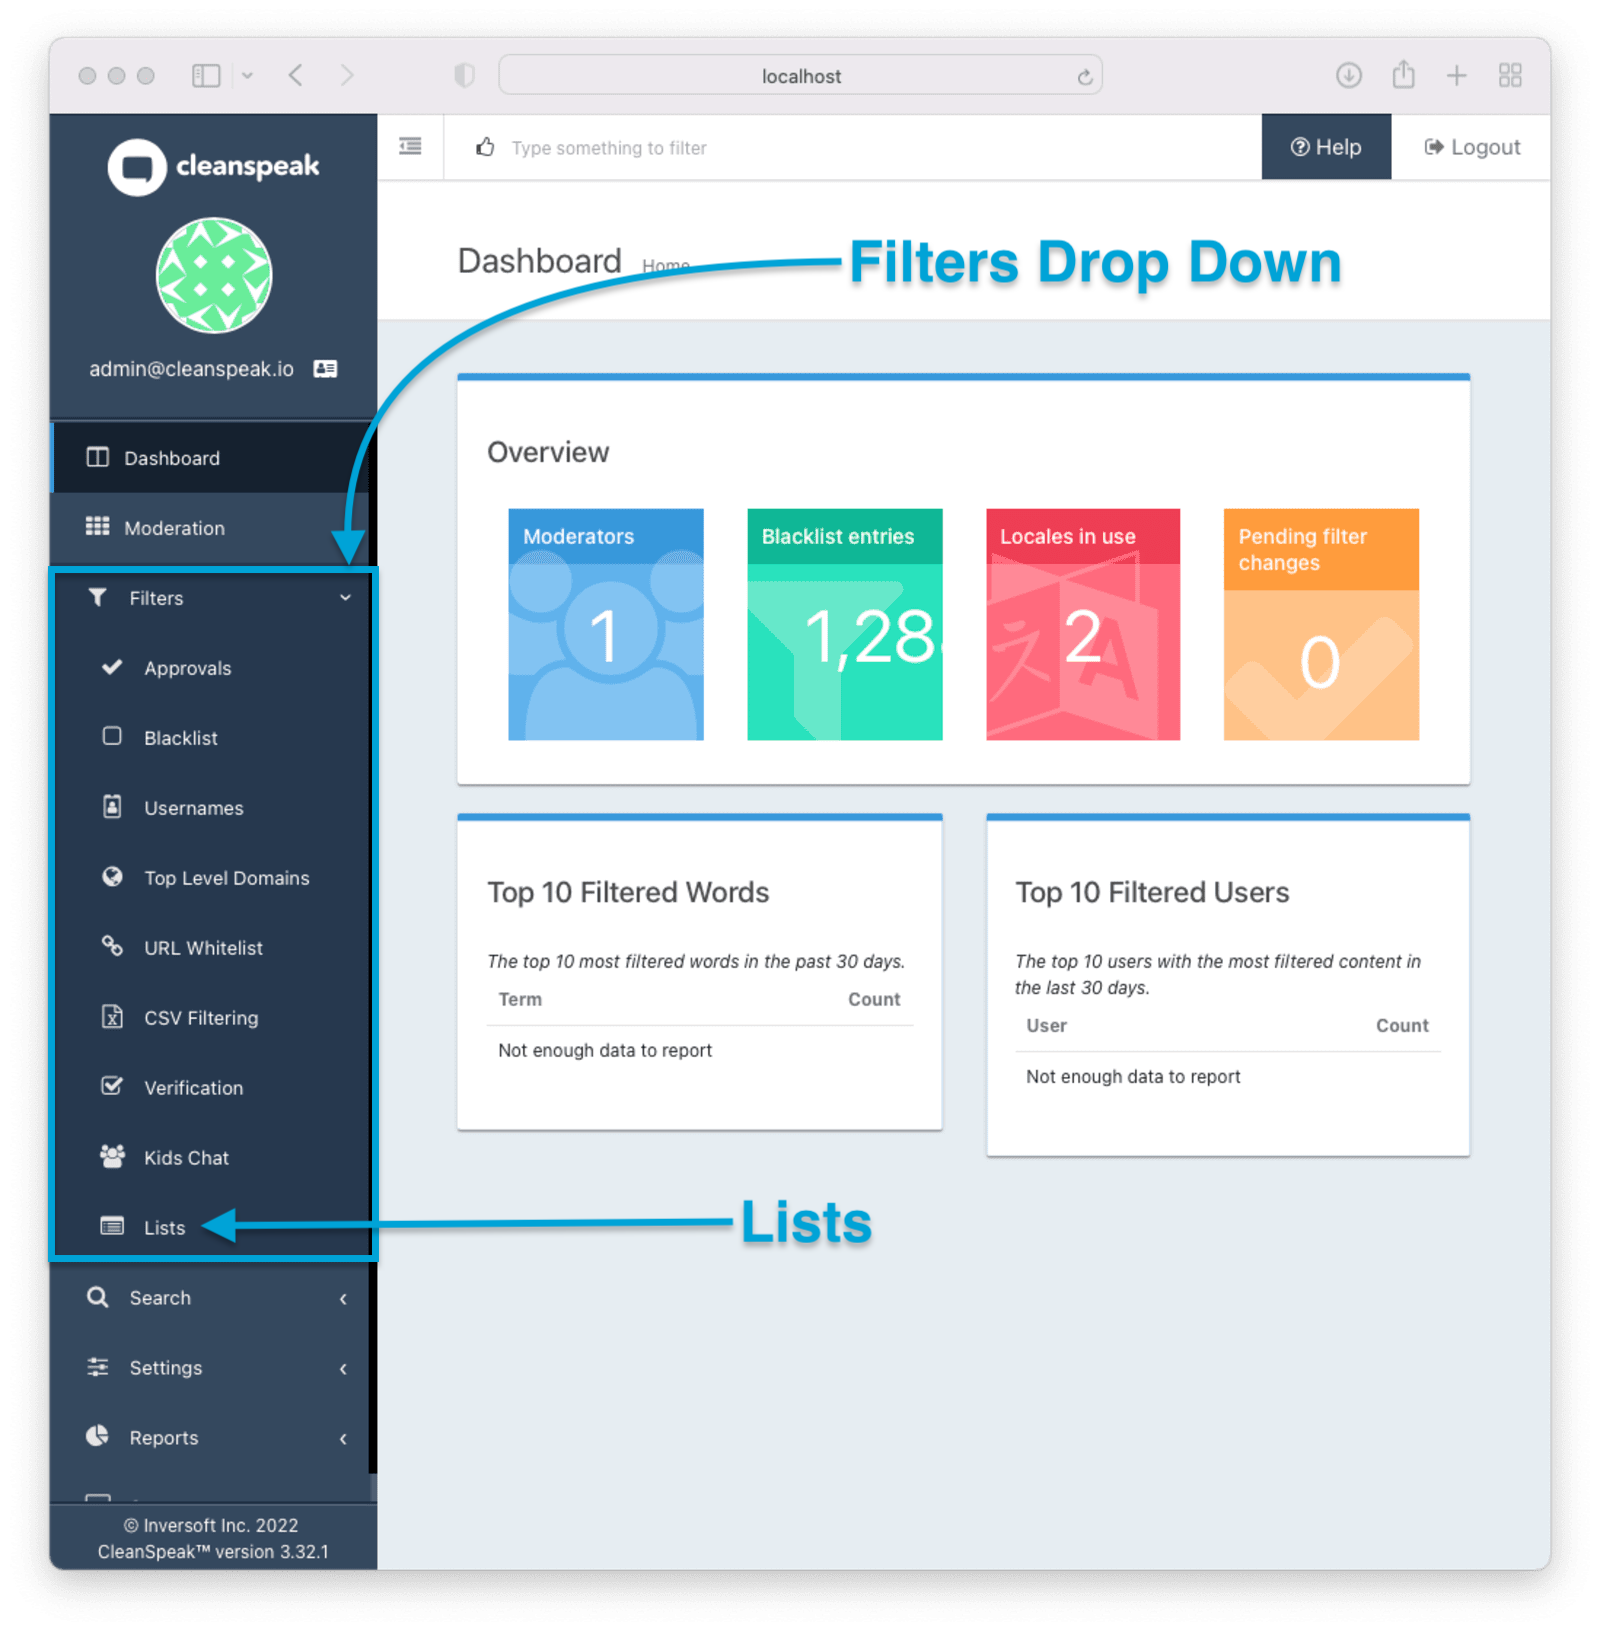 localhost
cleanspeak
Type something to filter
Help
Logout
Dashboard
Home
Filters Drop Down
admin@cleanspeak.io
Dashboard
Moderation
Filters
Approvals
Blacklist
Usernames
Top Level Domains
URL Whitelist
CSV Filtering
Verification
Kids Chat
Lists
Search
Settings
Reports
© Inversoft Inc. 2022
CleanSpeak™ version 3.32.1
Overview
Moderators
1
Blacklist entries
1,28
Locales in use
2
Pending filter
changes
0
Top 10 Filtered Words
The top 10 most filtered words in the past 30 days.
Term Count
Not enough data to report
Top 10 Filtered Users
The top 10 users with the most filtered content in
the last 30 days.
User Count
Not enough data to report
Lists